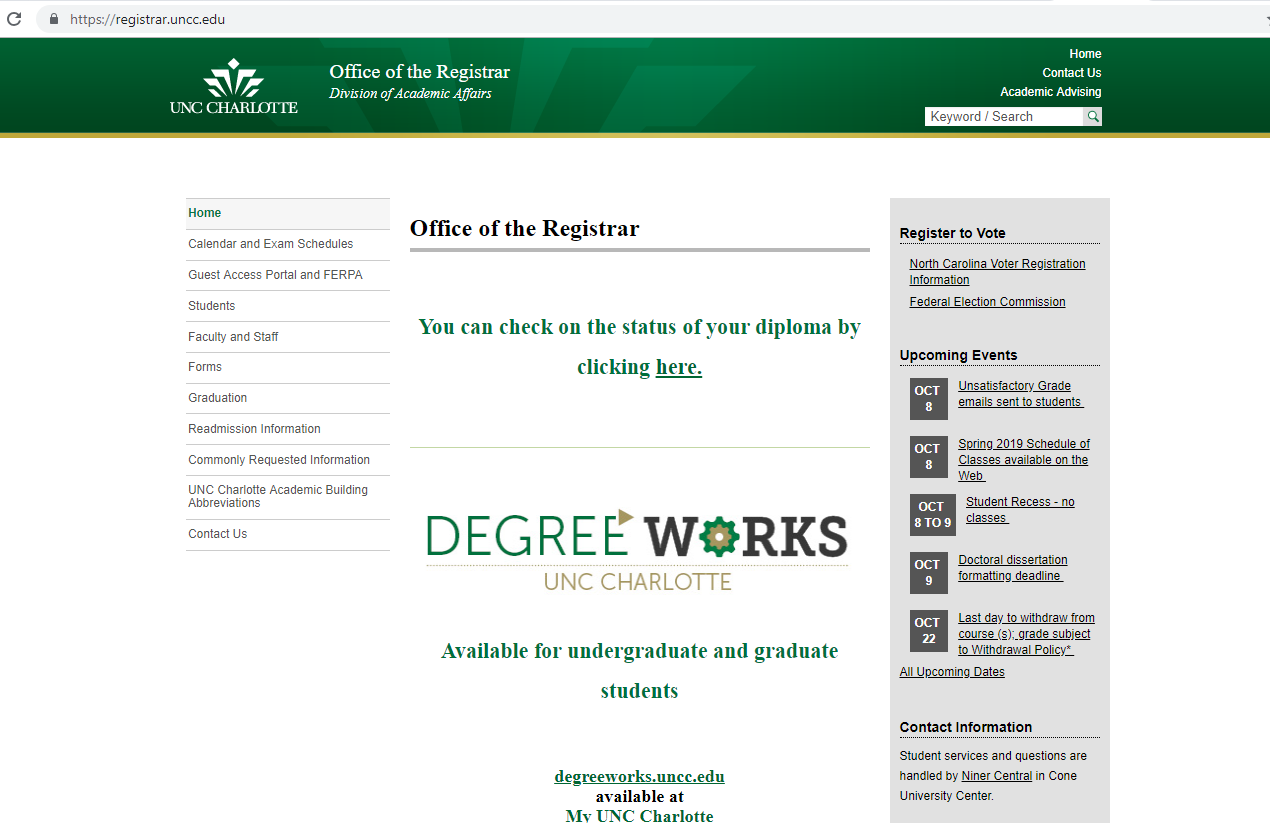 https://registrar.uncc.edu
UNC CHARLOTTE
Office of the Registrar
Division of Academic Affairs
Home
Contact Us
Academic Advising
Keyword / Search
Home
Calendar and Exam Schedules
Guest Access Portal and FERPA
Students
Faculty and Staff
Forms
Graduation
Readmission Information
Commonly Requested Information
UNC Charlotte Academic Building
Abbreviations
Contact Us
Office of the Registrar
You can check on the status of your diploma by
clicking here.
DEGREE WORKS
UNC CHARLOTTE
Available for undergraduate and graduate
students
degreeworks.uncc.edu
available at
My UNC Charlotte
Register to Vote
North Carolina Voter Registration
Information
Federal Election Commission
Upcoming Events
OCT
8
Unsatisfactory Grade
emails sent to students
OCT
8
Spring 2019 Schedule of
Classes available on the
Web
OCT
8 TO 9
Student Recess - no
classes
OCT
9
Doctoral dissertation
formatting deadline
OCT
22
Last day to withdraw from
course (s); grade subject
to Withdrawal Policy*
All Upcoming Dates
Contact Information
Student services and questions are
handled by Niner Central in Cone
University Center.